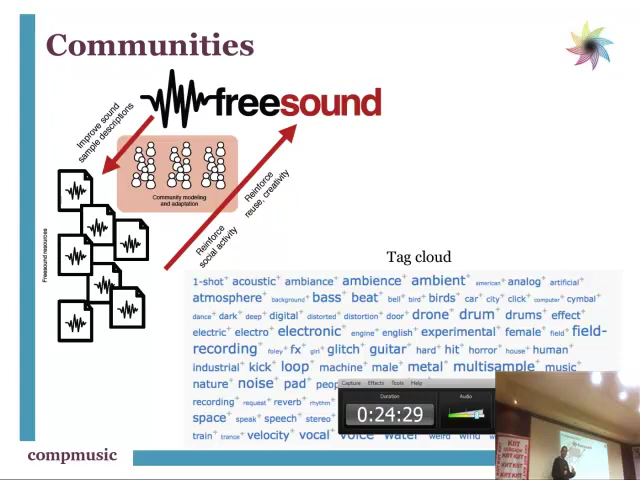 Communities
freesound
Improve sound
sample descriptions
Community modeling
and adaptation
Reinforce
reuse, creativity
Reinforce
social activity
Freesound resources
Tag cloud
1-shot+ acoustic+ ambiance+ ambience+ ambient+ american+ analog+ artificial+
atmosphere+ background+ bass+ beat+ bell+ bird+ birds+ car+ city+ click+ computer+ cymbal+
dance+ dark+ deep+ digital+ distorted+ distortion+ door+ drone+ drum+ drums+ effect+
electric+ electro+ electronic+ engine+ english+ experimental+ female+ field+ field-
recording+ foley+ fx+ girl+ glitch+ guitar+ hard+ hit+ horror+ house+ human+
industrial+ kick+ loop+ machine+ male+ metal+ multisample+ music+
nature+ noise+ pad+
recording+ request+ reverb+ rhythm+
space+ speak+ speech+ stereo+
train+ trance+ velocity+ vocal+ voice+ water+ weird wind
Capture Effects Tools Help
Duration
Audio
0:24:29
KIIT
compmusic